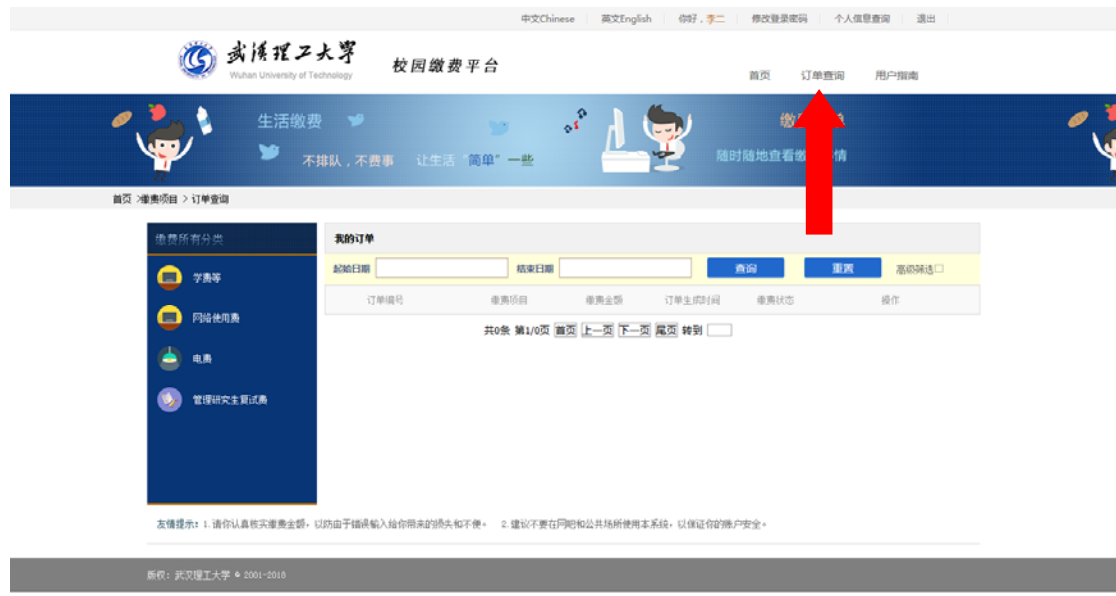 中文Chinese 英文English 你好，李二 修改登录密码 个人信息查询 退出
武汉理工大学 校园缴费平台
Wuhan University of Technology
首页 订单查询 用户指南
生活缴费
不排队，不费事 让生活“简单”一些
随时随地查看缴
情
首页 >缴费项目 > 订单查询
缴费所有分类
学费等
网络使用费
电费
管理研究生复试费
我的订单
起始日期 结束日期 查询 重置 高级筛选
订单编号 缴费项目 缴费金额 订单生成时间 缴费状态 操作
共0条 第1/0页 首页 上一页 下一页 尾页 转到
友情提示：1.请你认真核实缴费金额，以防由于错误输入给你带来的损失和不便。 2.建议不要在网吧和公共场所使用本系统，以保证你的账户安全。
版权：武汉理工大学 © 2001-2018